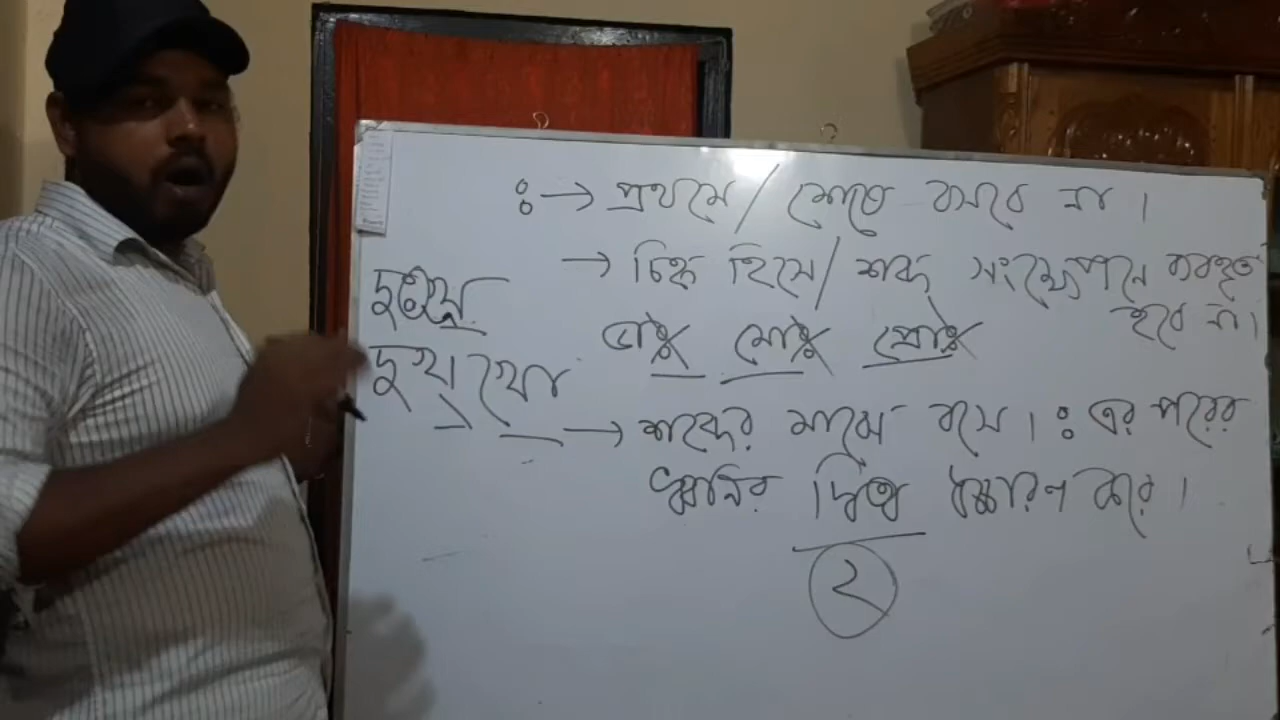 ঃ → প্রথমে / শেষে বসবে না ।
→ চিহ্ন হিসে / শব্দ সংক্ষেপনে ব্যবহৃত হবে না ।
ডাঃ মোঃ প্রোঃ
→ শব্দের মাঝে বসে । ঃ এর পরের
ধ্বনির দ্বিত্ব উচ্চারণ করে ।
২
দুঃখ
দুখ্ খো